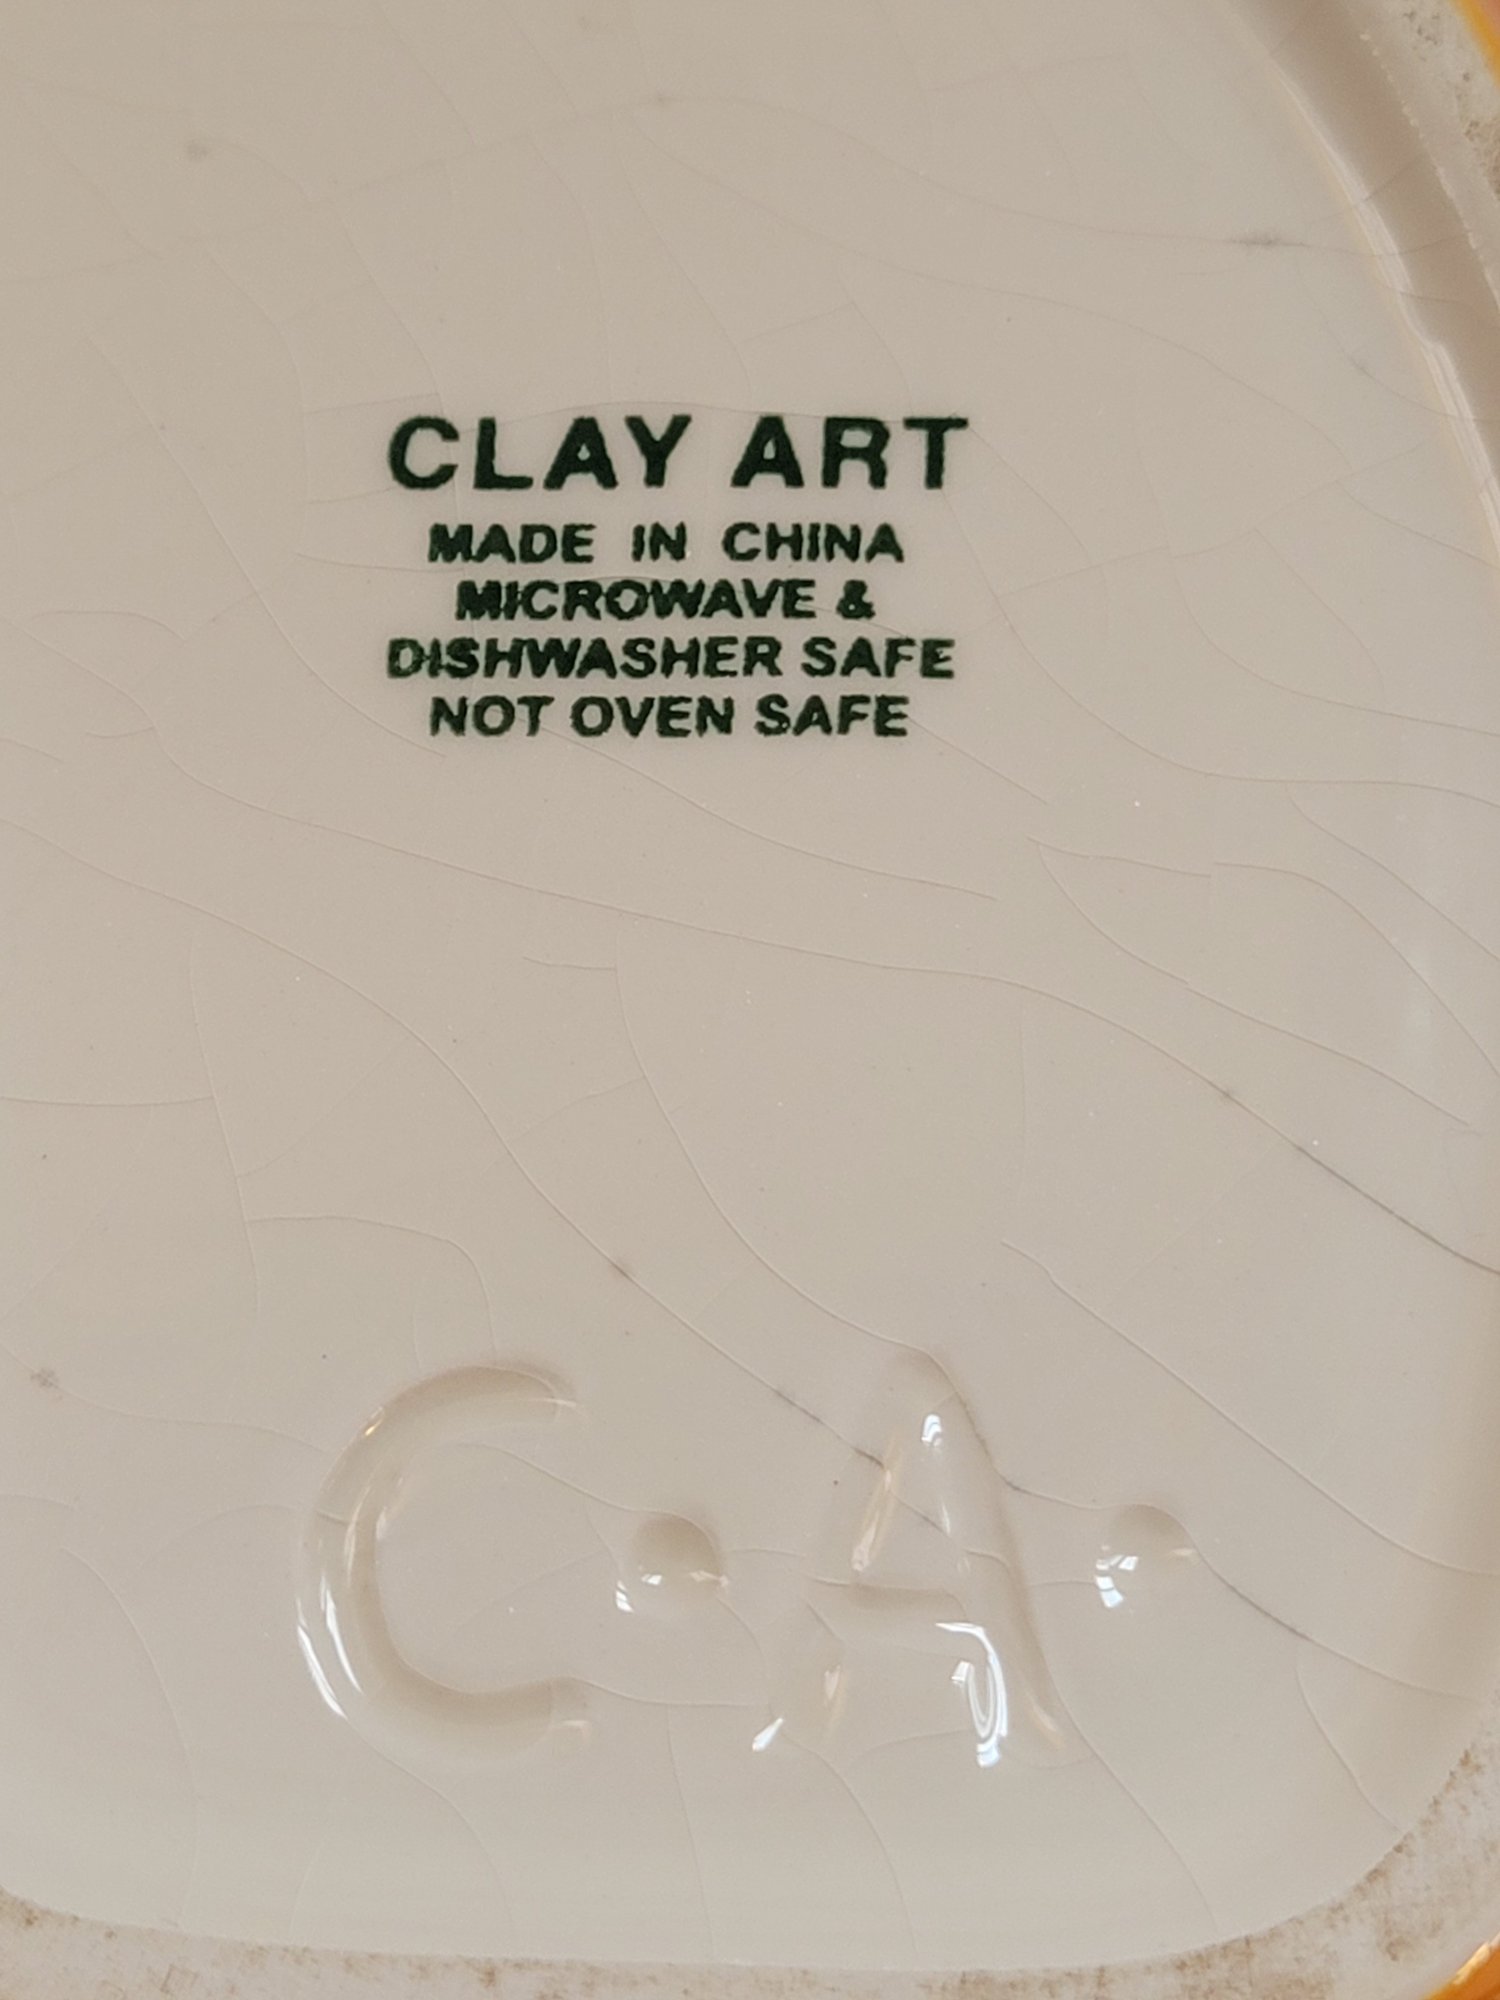 CLAY ART
MADE IN CHINA
MICROWAVE &
DISHWASHER SAFE
NOT OVEN SAFE
C.A.